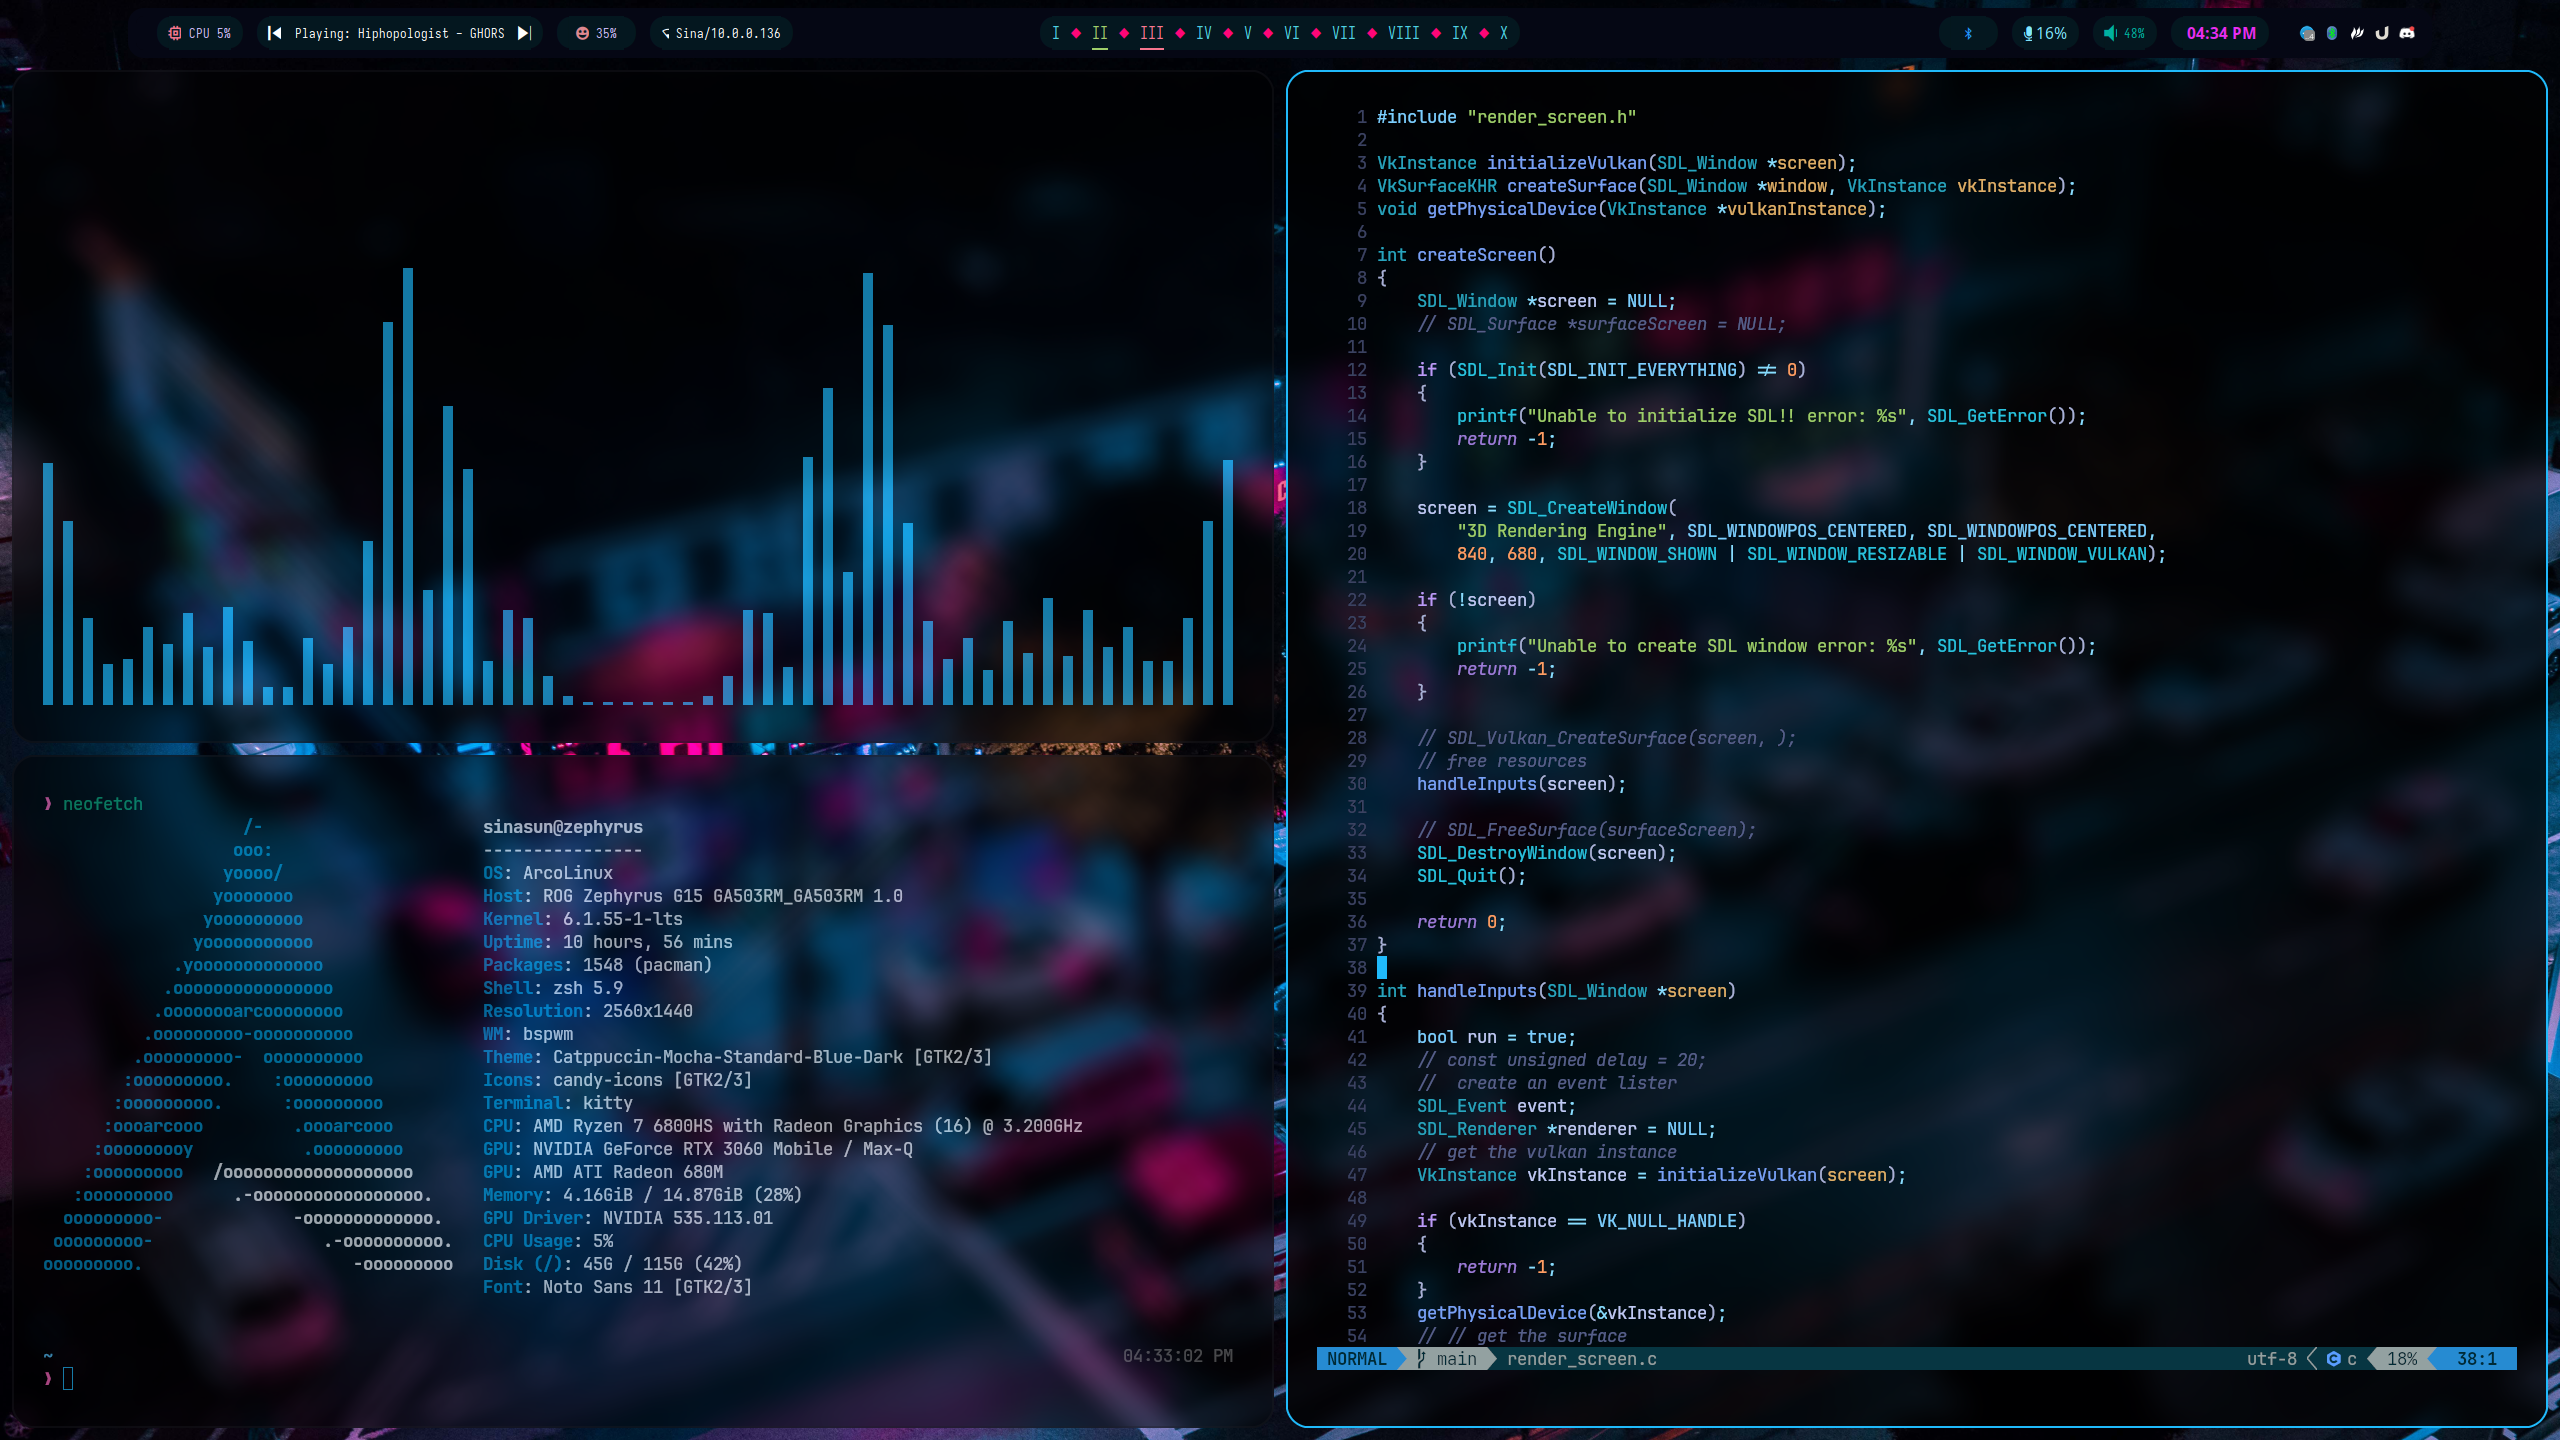 CPU 5%
Playing: Hiphopologist - GHORS
35%
Sina/10.0.0.136
I ◆ II ◆ III ◆ IV ◆ V ◆ VI ◆ VII ◆ VIII ◆ IX ◆ X
16%
48%
04:34 PM
❱ neofetch
/-
ooo:
yoooo/
yooooooo
yooooooooo
yooooooooooo
.yooooooooooooo
.oooooooooooooooo
.oooooooarcoooooooo
.ooooooooo-oooooooooo
.ooooooooo-  oooooooooo
:ooooooooo.    :ooooooooo
:ooooooooo.      :ooooooooo
:oooarcooo         .oooarcooo
:ooooooooy           .ooooooooo
:ooooooooo   /ooooooooooooooooooo
:ooooooooo      .-ooooooooooooooooo.
ooooooooo-             -ooooooooooooo.
ooooooooo-                 .-oooooooooo.
ooooooooo.                     -ooooooooo
sinasun@zephyrus
----------------
OS: ArcoLinux
Host: ROG Zephyrus G15 GA503RM_GA503RM 1.0
Kernel: 6.1.55-1-lts
Uptime: 10 hours, 56 mins
Packages: 1548 (pacman)
Shell: zsh 5.9
Resolution: 2560x1440
WM: bspwm
Theme: Catppuccin-Mocha-Standard-Blue-Dark [GTK2/3]
Icons: candy-icons [GTK2/3]
Terminal: kitty
CPU: AMD Ryzen 7 6800HS with Radeon Graphics (16) @ 3.200GHz
GPU: NVIDIA GeForce RTX 3060 Mobile / Max-Q
GPU: AMD ATI Radeon 680M
Memory: 4.16GiB / 14.87GiB (28%)
GPU Driver: NVIDIA 535.113.01
CPU Usage: 5%
Disk (/): 45G / 115G (42%)
Font: Noto Sans 11 [GTK2/3]
~
04:33:02 PM
❱
1 #include "render_screen.h"
2
3 VkInstance initializeVulkan(SDL_Window *screen);
4 VkSurfaceKHR createSurface(SDL_Window *window, VkInstance vkInstance);
5 void getPhysicalDevice(VkInstance *vulkanInstance);
6
7 int createScreen()
8 {
9     SDL_Window *screen = NULL;
10     // SDL_Surface *surfaceScreen = NULL;
11
12     if (SDL_Init(SDL_INIT_EVERYTHING) != 0)
13     {
14         printf("Unable to initialize SDL!! error: %s", SDL_GetError());
15         return -1;
16     }
17
18     screen = SDL_CreateWindow(
19         "3D Rendering Engine", SDL_WINDOWPOS_CENTERED, SDL_WINDOWPOS_CENTERED,
20         840, 680, SDL_WINDOW_SHOWN | SDL_WINDOW_RESIZABLE | SDL_WINDOW_VULKAN);
21
22     if (!screen)
23     {
24         printf("Unable to create SDL window error: %s", SDL_GetError());
25         return -1;
26     }
27
28     // SDL_Vulkan_CreateSurface(screen, );
29     // free resources
30     handleInputs(screen);
31
32     // SDL_FreeSurface(surfaceScreen);
33     SDL_DestroyWindow(screen);
34     SDL_Quit();
35
36     return 0;
37 }
38
39 int handleInputs(SDL_Window *screen)
40 {
41     bool run = true;
42     // const unsigned delay = 20;
43     //  create an event lister
44     SDL_Event event;
45     SDL_Renderer *renderer = NULL;
46     // get the vulkan instance
47     VkInstance vkInstance = initializeVulkan(screen);
48
49     if (vkInstance == VK_NULL_HANDLE)
50     {
51         return -1;
52     }
53     getPhysicalDevice(&vkInstance);
54     // // get the surface
NORMAL main render_screen.c utf-8 c 18% 38:1